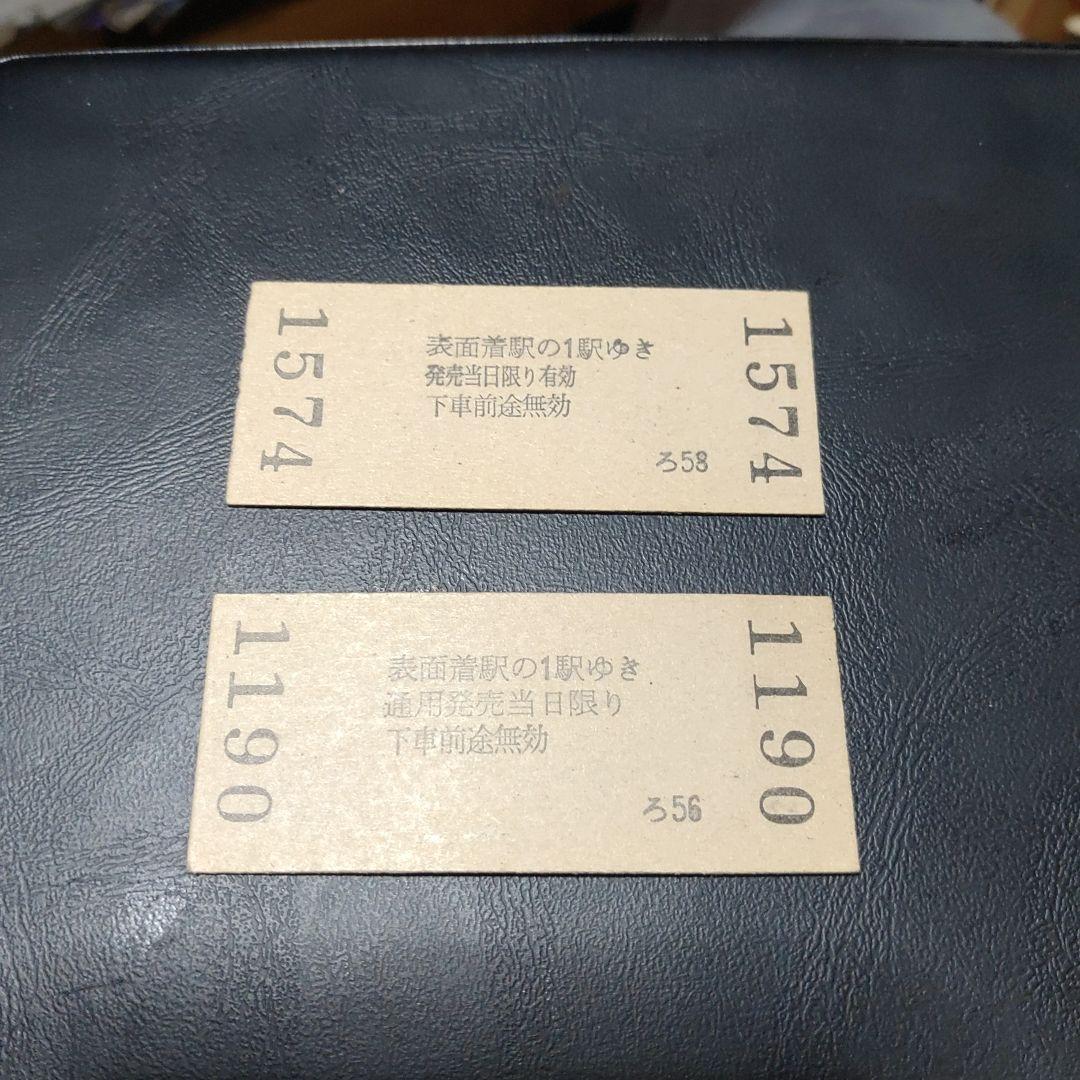 1574
表面着駅の1駅ゆき
発売当日限り有効
下車前途無効
ろ58
1574
1190
表面着駅の1駅ゆき
通用発売当日限り
下車前途無効
ろ56
1190